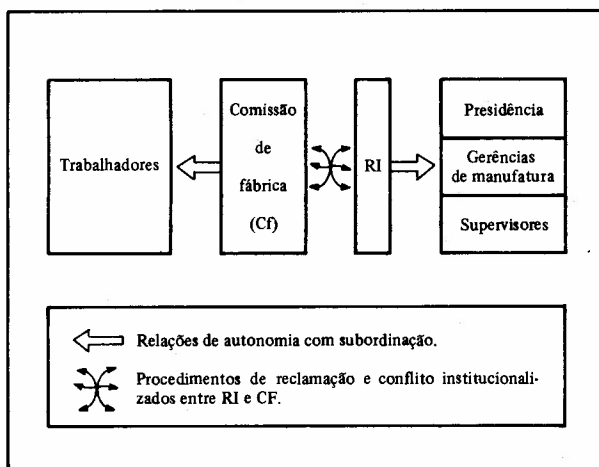 Trabalhadores
Comissão
de
fábrica
(Cf)
RI
Presidência
Gerências
de manufatura
Supervisores
Relações de autonomia com subordinação.
Procedimentos de reclamação e conflito institucionali-
zados entre RI e CF.